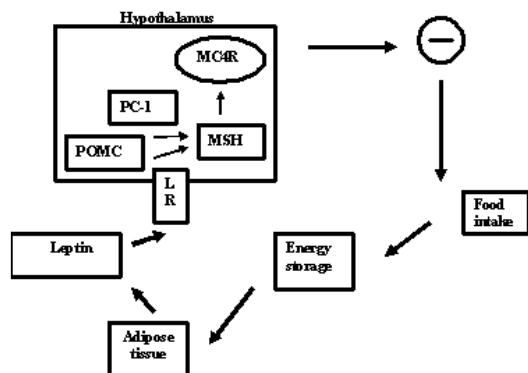 Hypothalamus
MC4R
PC-1
POMC
MSH
L
R
Leptin
Energy
storage
Food
intake
Adipose
tissue